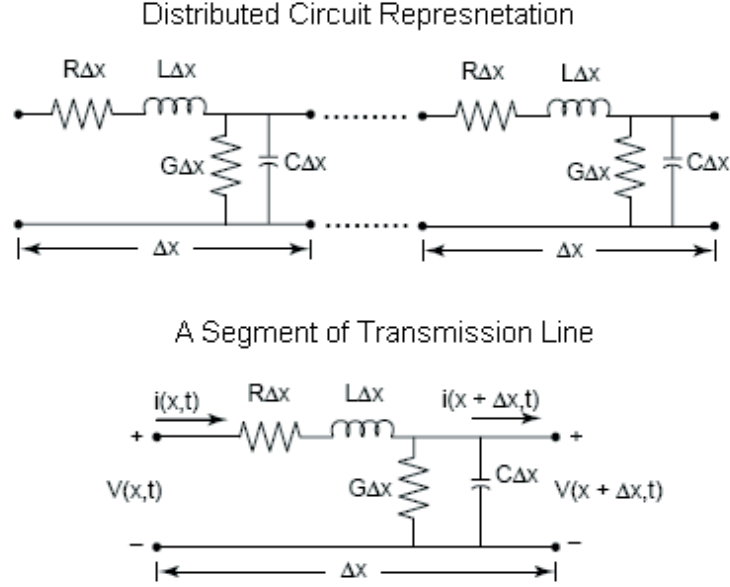 Distributed Circuit Represnetation
RΔx LΔx RΔx LΔx
GΔx CΔx GΔx CΔx
Δx Δx
A Segment of Transmission Line
i(x,t) RΔx LΔx i(x + Δx,t)
+ +
V(x,t) GΔx CΔx V(x + Δx,t)
− −
Δx